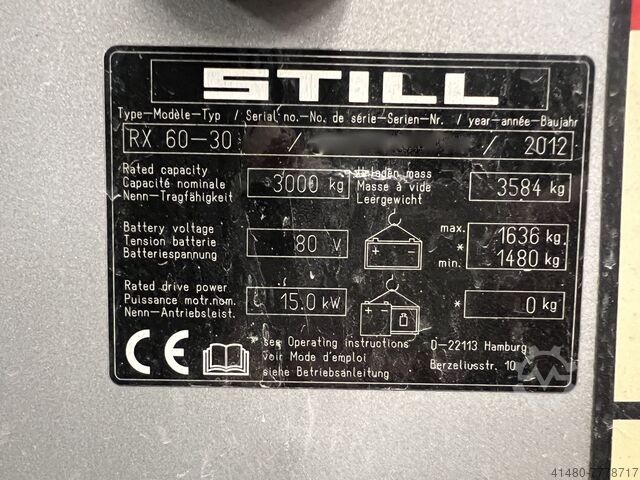 STILL
Type-Modèle-Typ / Serial no.-No. de série-Serien-Nr. / year-année-Baujahr
RX 60-30 / / 2012
Rated capacity
Capacité nominale
Nenn-Tragfähigkeit
3000 kg
Unladen mass
Masse à vide
Leergewicht
3584 kg
Battery voltage
Tension batterie
Batteriespannung
80 V
max. 1636 kg
*
min. 1480 kg
Rated drive power
Puissance motr.nom.
Nenn-Antriebsleist.
15.0 kW
* 0 kg
CE
* see Operating instructions
voir Mode d'emploi
siehe Betriebsanleitung
D-22113 Hamburg
Berzeliusstr. 10
41480-7778717